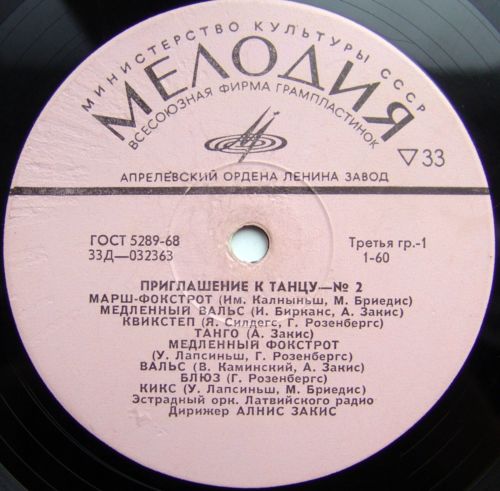 МИНИСТЕРСТВО КУЛЬТУРЫ СССР
МЕЛОДИЯ
ВСЕСОЮЗНАЯ ФИРМА ГРАМПЛАСТИНОК
▽33
АПРЕЛЕВСКИЙ ОРДЕНА ЛЕНИНА ЗАВОД
ГОСТ 5289-68
Третья гр.-1
33Д—032363
1-60
ПРИГЛАШЕНИЕ К ТАНЦУ—№ 2
МАРШ-ФОКСТРОТ (Им. Калныньш, М. Бриедис)
МЕДЛЕННЫЙ ВАЛЬС (И. Бирканс, А. Закис)
КВИКСТЕП (Я. Силдегс, Г. Розенбергс)
ТАНГО (А. Закис)
МЕДЛЕННЫЙ ФОКСТРОТ
(У. Лапсиньш, Г. Розенбергс)
ВАЛЬС (В. Каминский, А. Закис)
БЛЮЗ (Г. Розенбергс)
КИКС (У. Лапсиньш, М. Бриедис)
Эстрадный орк. Латвийского радио
Дирижер АЛНИС ЗАКИС